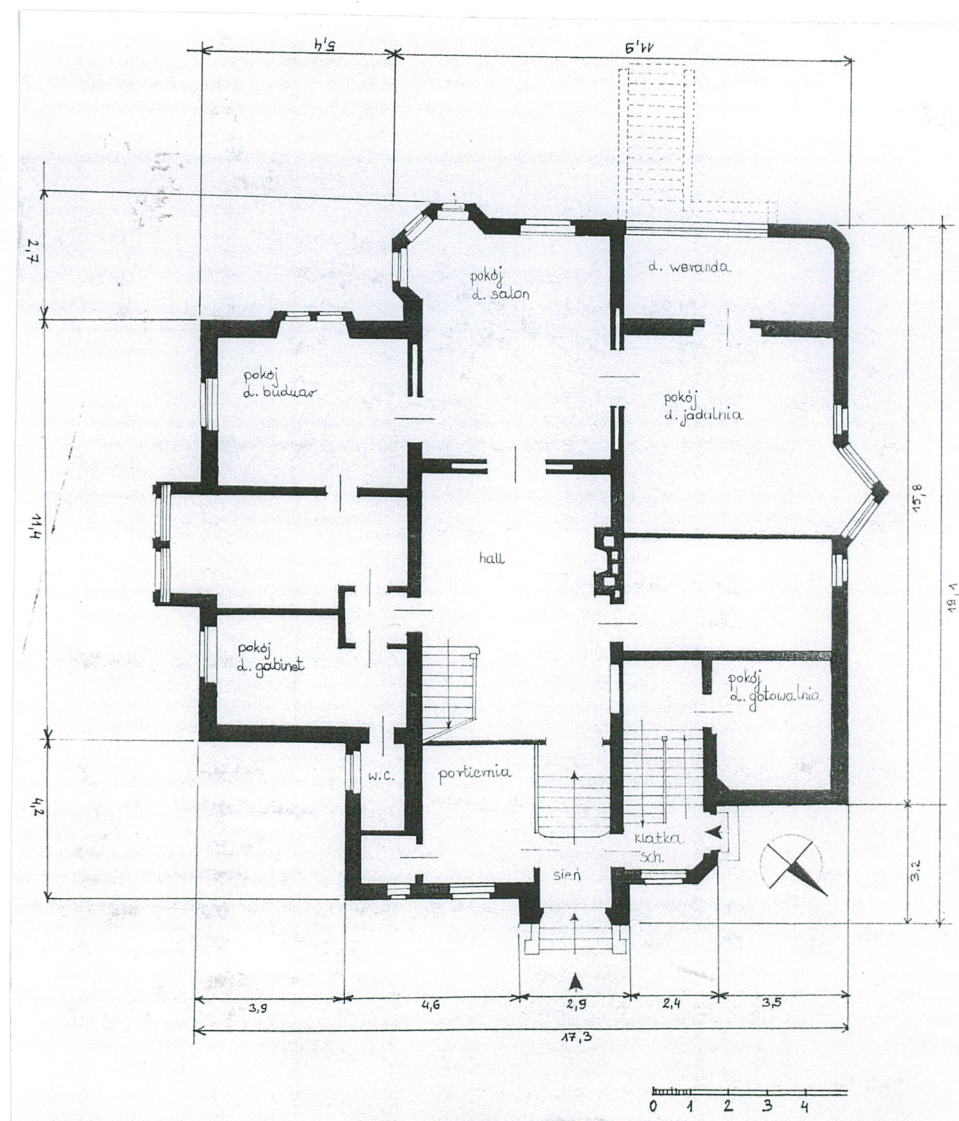 5,4
11,9
2,7
pokój
d. salon
d. weranda
pokój
d. buduar
pokój
d. jadalnia
11,4
15,8
hall
19,1
pokój
d. gabinet
pokój
d. gotowalnia
w.c.
portiernia
4,2
klatka
sch.
sień
3,2
3,9
4,6
2,9
2,4
3,5
17,3
0 1 2 3 4